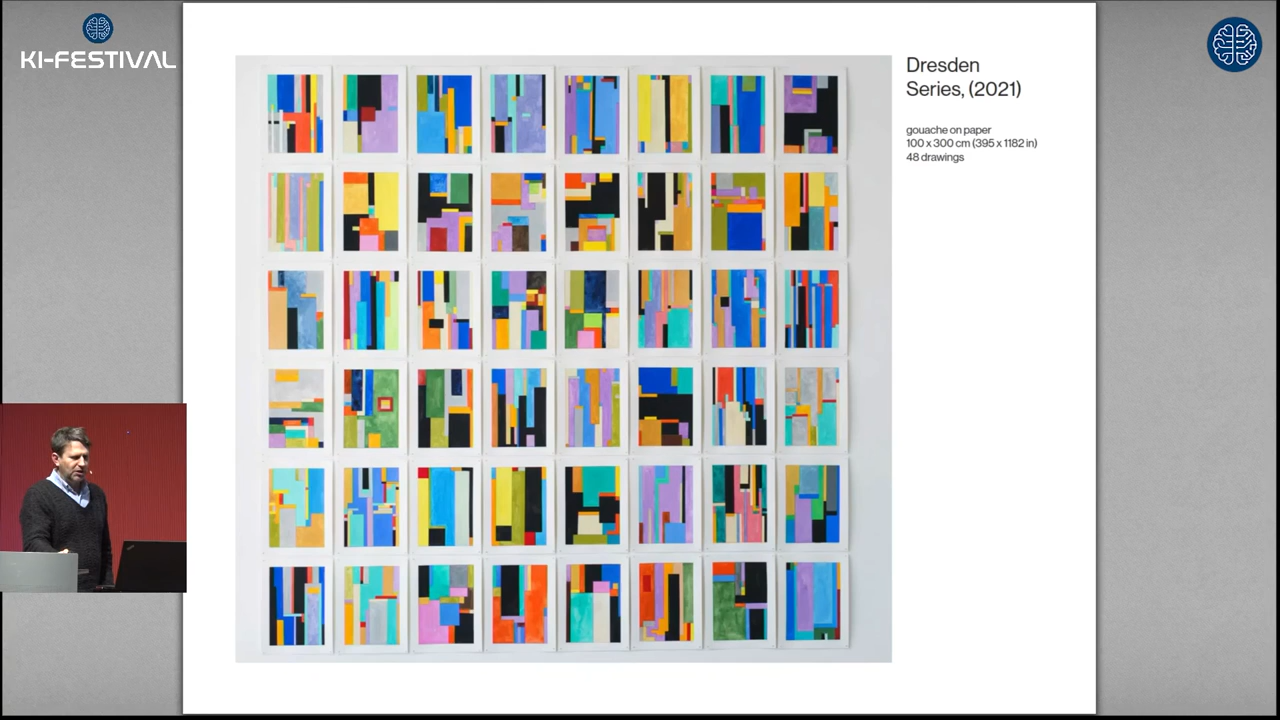 KI-FESTIVAL
Dresden
Series, (2021)
gouache on paper
100 x 300 cm (395 x 1182 in)
48 drawings